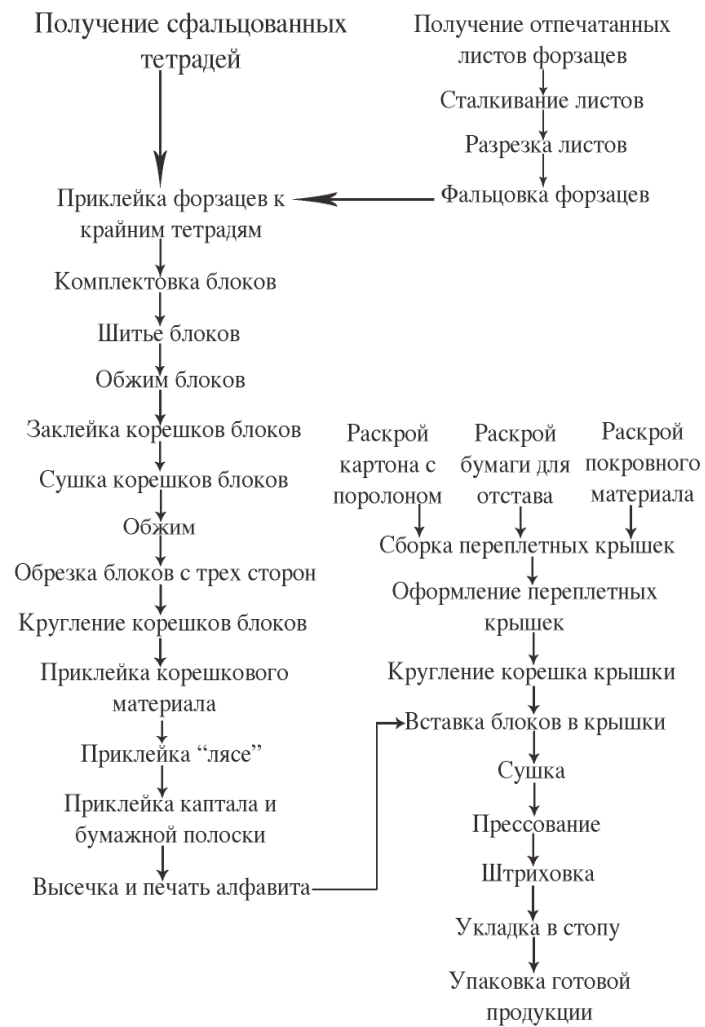 Получение сфальцованных
тетрадей
Получение отпечатанных
листов форзацев
Сталкивание листов
Разрезка листов
Фальцовка форзацев
Приклейка форзацев к
крайним тетрадям
Комплектовка блоков
Шитье блоков
Обжим блоков
Заклейка корешков блоков
Сушка корешков блоков
Обжим
Обрезка блоков с трех сторон
Кругление корешков блоков
Приклейка корешкового
материала
Приклейка “лясе”
Приклейка каптала и
бумажной полоски
Высечка и печать алфавита
Раскрой
картона с
поролоном
Раскрой
бумаги для
отстава
Раскрой
покровного
материала
Сборка переплетных крышек
Оформление переплетных
крышек
Кругление корешка крышки
Вставка блоков в крышки
Сушка
Прессование
Штриховка
Укладка в стопу
Упаковка готовой
продукции